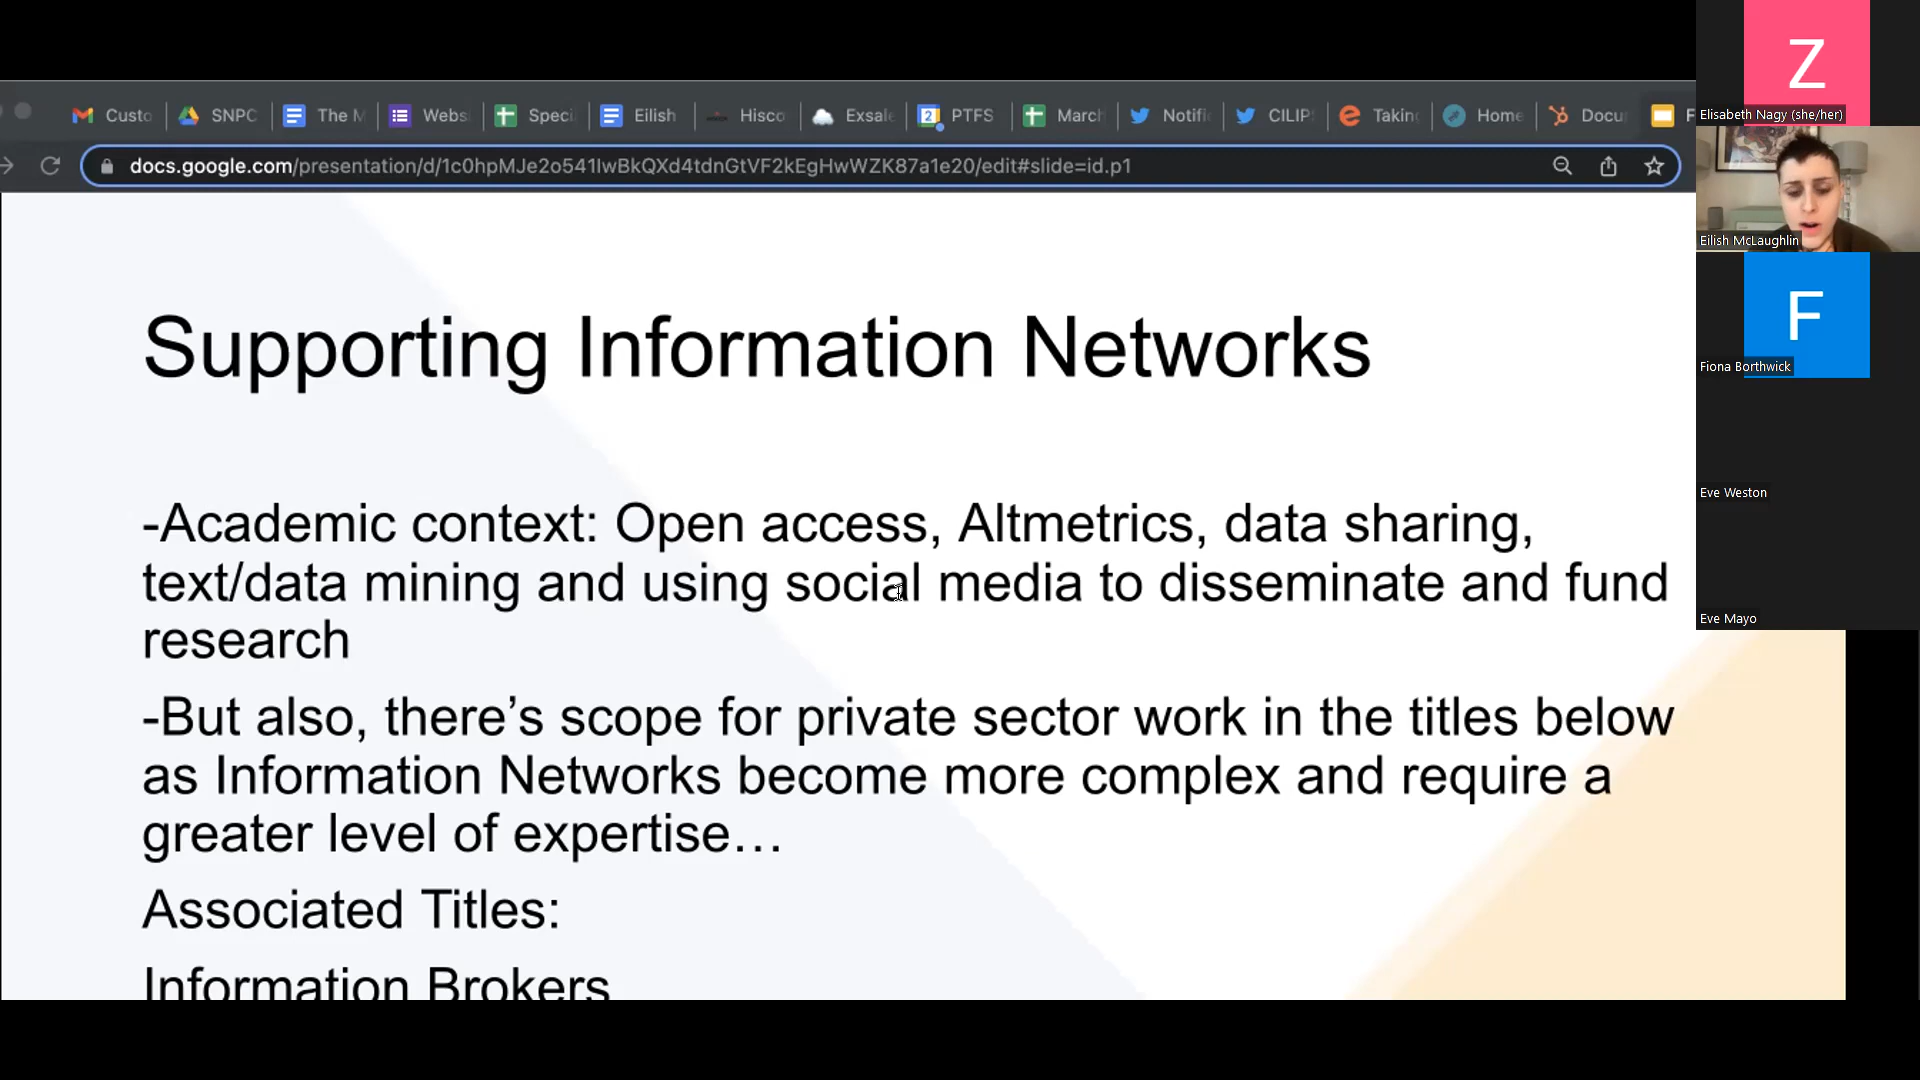 Custo
SNPC
The M
Webs
Speci
Eilish
Hisco
Exsale
2
PTFS
March
Notifi
CILIP
Taking
Home
Docu
F
docs.google.com/presentation/d/1c0hpMJe2o541lwBkQXd4tdnGtVF2kEgHwWZK87a1e20/edit#slide=id.p1
Supporting Information Networks
-Academic context: Open access, Altmetrics, data sharing,
text/data mining and using social media to disseminate and fund
research
-But also, there’s scope for private sector work in the titles below
as Information Networks become more complex and require a
greater level of expertise…
Associated Titles:
Information Brokers
Z
Elisabeth Nagy (she/her)
Eilish McLaughlin
F
Fiona Borthwick
Eve Weston
Eve Mayo